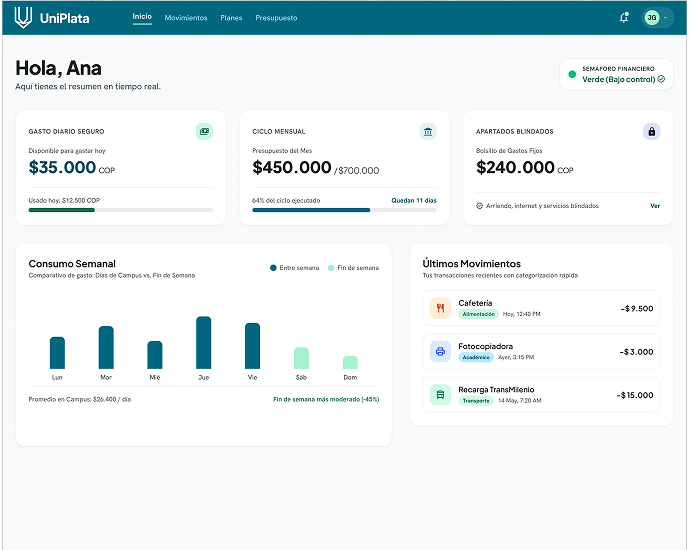 UniPlata
Inicio
Movimientos
Planes
Presupuesto
JG
Hola, Ana
Aquí tienes el resumen en tiempo real.
SEMÁFORO FINANCIERO
Verde (Bajo control)
GASTO DIARIO SEGURO
Disponible para gastar hoy
$35.000 COP
Usado hoy: $12.500 COP
CICLO MENSUAL
Presupuesto del Mes
$450.000 /$700.000
64% del ciclo ejecutado
Quedan 11 días
APARTADOS BLINDADOS
Bolsillo de Gastos Fijos
$240.000 COP
Arriendo, internet y servicios blindados
Ver
Consumo Semanal
Comparativo de gasto: Días de Campus vs. Fin de Semana
Entre semana
Fin de semana
Lun
Mar
Mié
Jue
Vie
Sáb
Dom
Promedio en Campus: $26.400 / día
Fin de semana más moderado (-45%)
Últimos Movimientos
Tus transacciones recientes con categorización rápida
Cafetería
Alimentación
Hoy, 12:40 PM
-$9.500
Fotocopiadora
Académico
Ayer, 3:15 PM
-$3.000
Recarga TransMilenio
Transporte
14 May, 7:20 AM
-$15.000